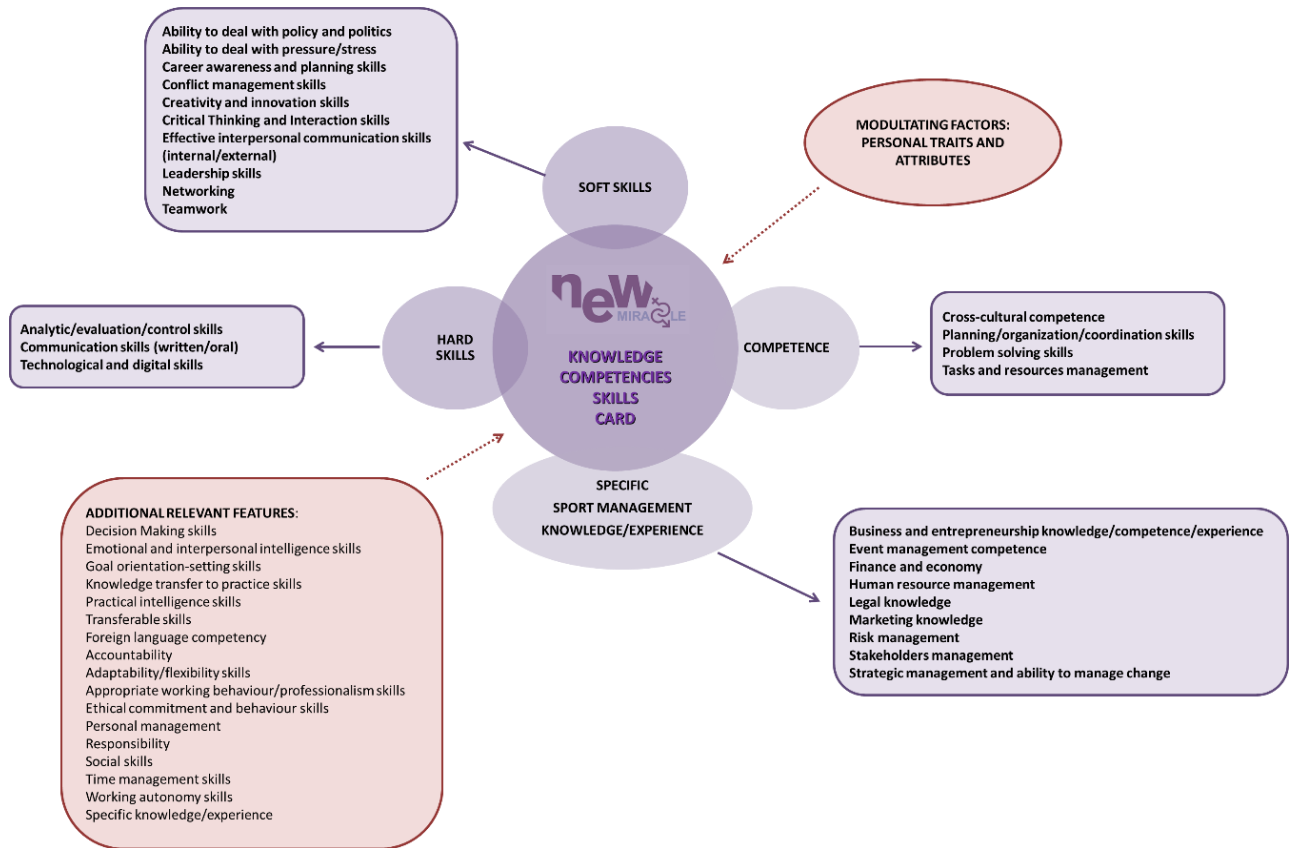 Ability to deal with policy and politics
Ability to deal with pressure/stress
Career awareness and planning skills
Conflict management skills
Creativity and innovation skills
Critical Thinking and Interaction skills
Effective interpersonal communication skills
(internal/external)
Leadership skills
Networking
Teamwork
SOFT SKILLS
MODULTATING FACTORS:
PERSONAL TRAITS AND
ATTRIBUTES
Analytic/evaluation/control skills
Communication skills (written/oral)
Technological and digital skills
HARD
SKILLS
new
MIRACLE
KNOWLEDGE
COMPETENCIES
SKILLS
CARD
COMPETENCE
Cross-cultural competence
Planning/organization/coordination skills
Problem solving skills
Tasks and resources management
SPECIFIC
SPORT MANAGEMENT
KNOWLEDGE/EXPERIENCE
ADDITIONAL RELEVANT FEATURES:
Decision Making skills
Emotional and interpersonal intelligence skills
Goal orientation-setting skills
Knowledge transfer to practice skills
Practical intelligence skills
Transferable skills
Foreign language competency
Accountability
Adaptability/flexibility skills
Appropriate working behaviour/professionalism skills
Ethical commitment and behaviour skills
Personal management
Responsibility
Social skills
Time management skills
Working autonomy skills
Specific knowledge/experience
Business and entrepreneurship knowledge/competence/experience
Event management competence
Finance and economy
Human resource management
Legal knowledge
Marketing knowledge
Risk management
Stakeholders management
Strategic management and ability to manage change